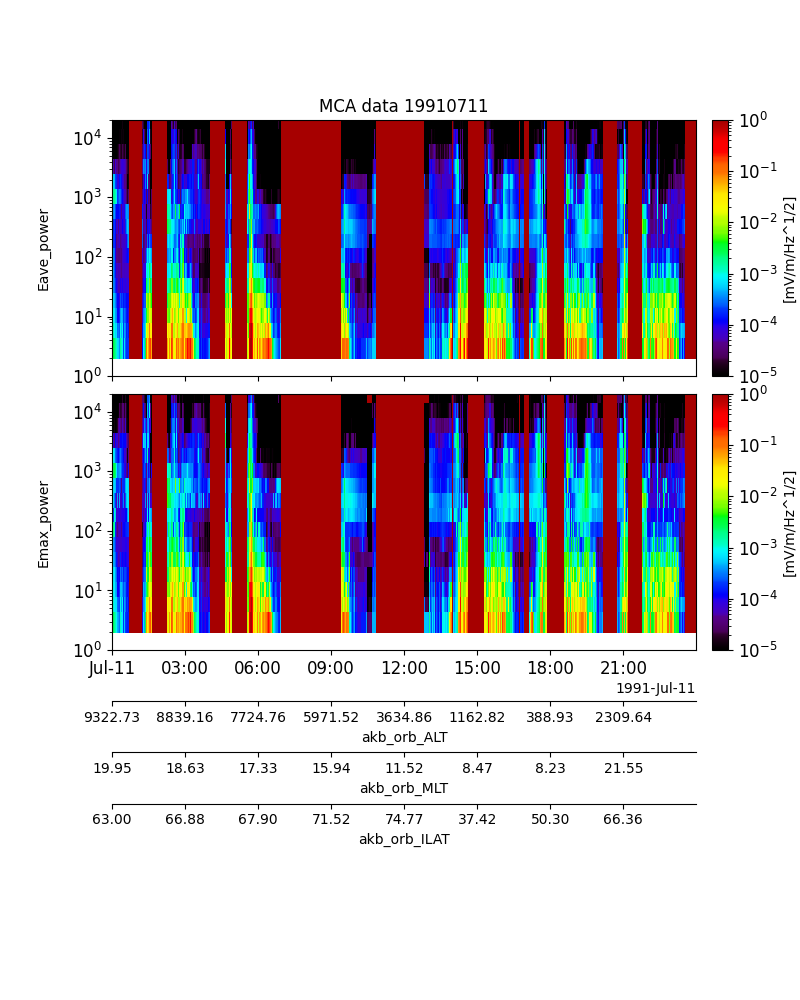 MCA data 19910711
Eave_power
10^4
10^3
10^2
10^1
10^0
10^0
10^-1
10^-2
10^-3
10^-4
10^-5
[mV/m/Hz^1/2]
Emax_power
10^4
10^3
10^2
10^1
10^0
10^0
10^-1
10^-2
10^-3
10^-4
10^-5
[mV/m/Hz^1/2]
Jul-11 03:00 06:00 09:00 12:00 15:00 18:00 21:00
1991-Jul-11
9322.73 8839.16 7724.76 5971.52 3634.86 1162.82 388.93 2309.64
akb_orb_ALT
19.95 18.63 17.33 15.94 11.52 8.47 8.23 21.55
akb_orb_MLT
63.00 66.88 67.90 71.52 74.77 37.42 50.30 66.36
akb_orb_ILAT